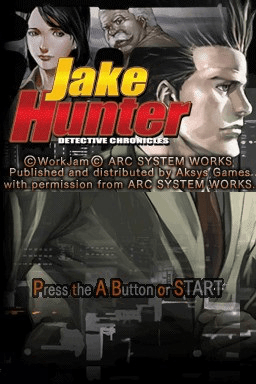 Jake
Hunter
DETECTIVE CHRONICLES
©WorkJam© ARC SYSTEM WORKS
Published and distributed by Aksys Games.
with permission from ARC SYSTEM WORKS.
Press the A Button or START